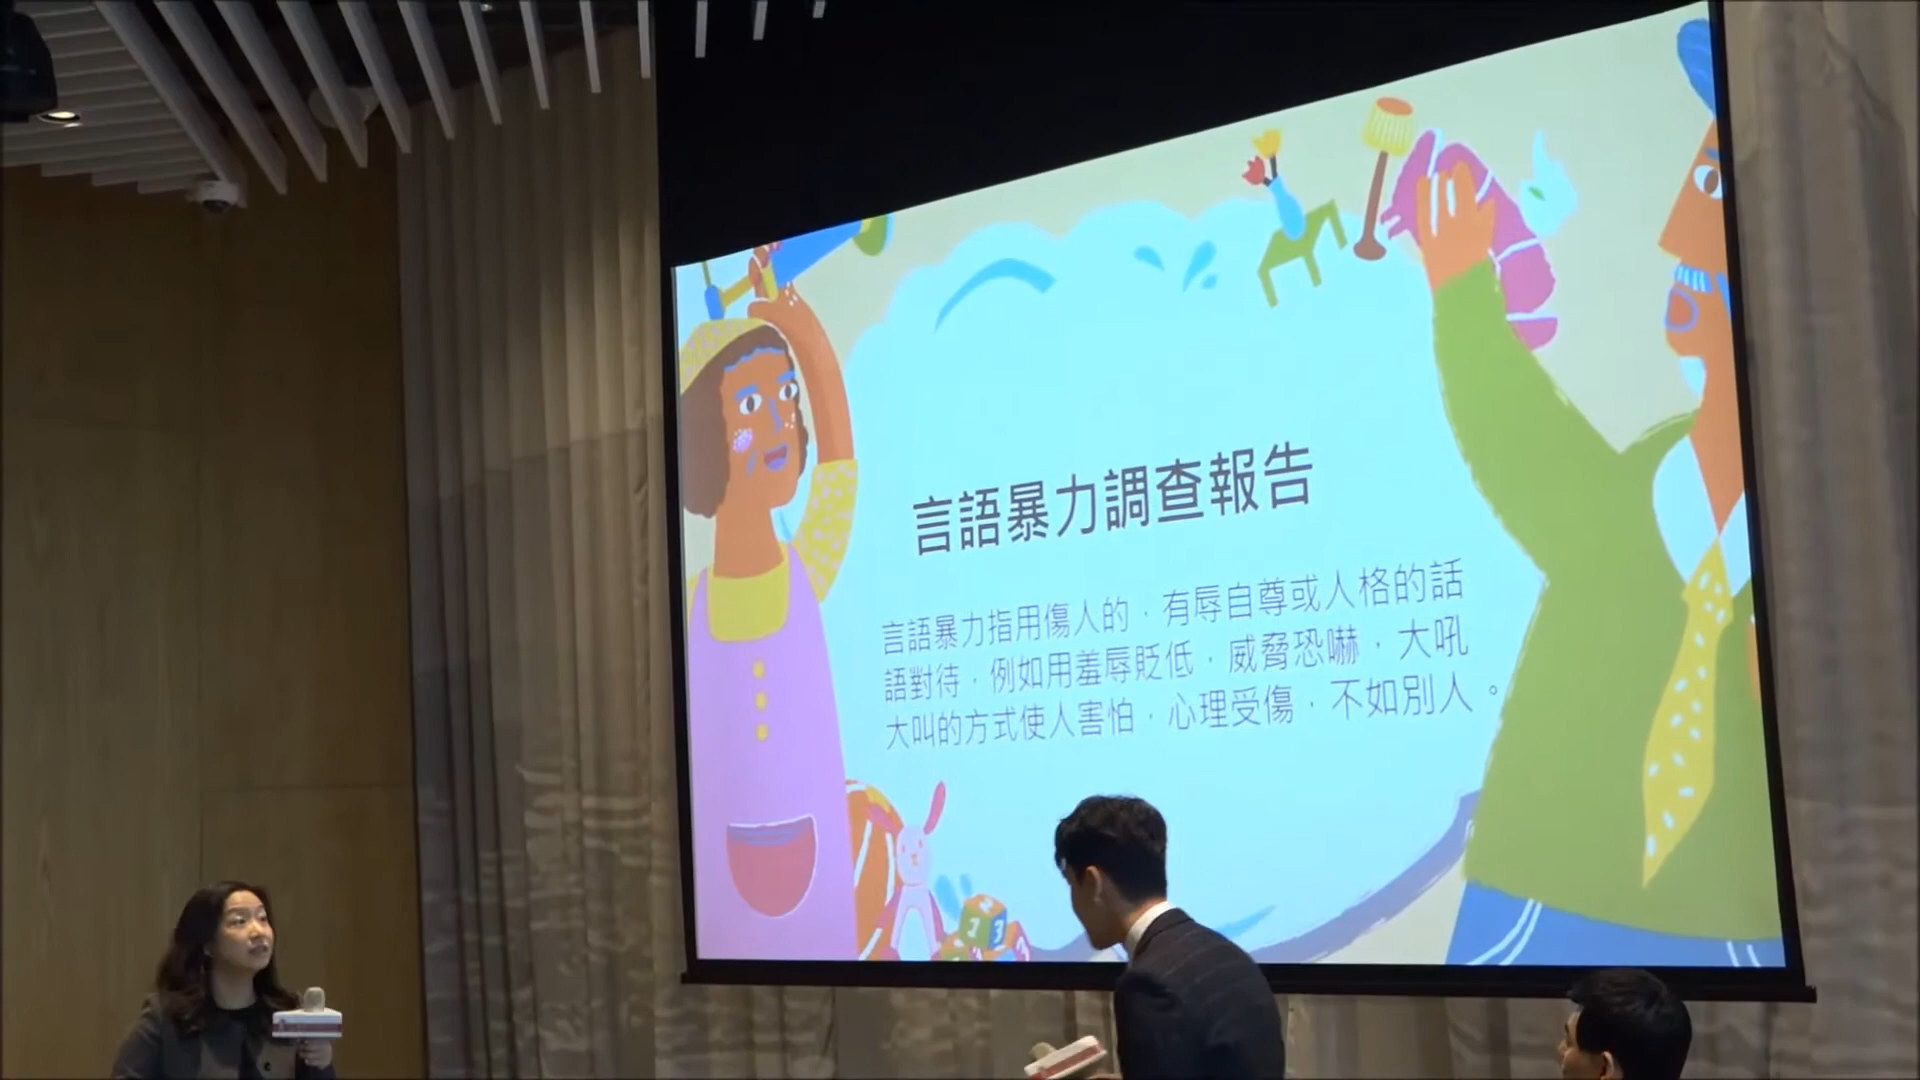 言語暴力調查報告
言語暴力指用傷人的，有辱自尊或人格的話
語對待，例如用羞辱貶低，威脅恐嚇，大吼
大叫的方式使人害怕，心理受傷，不如別人。
2
1 3